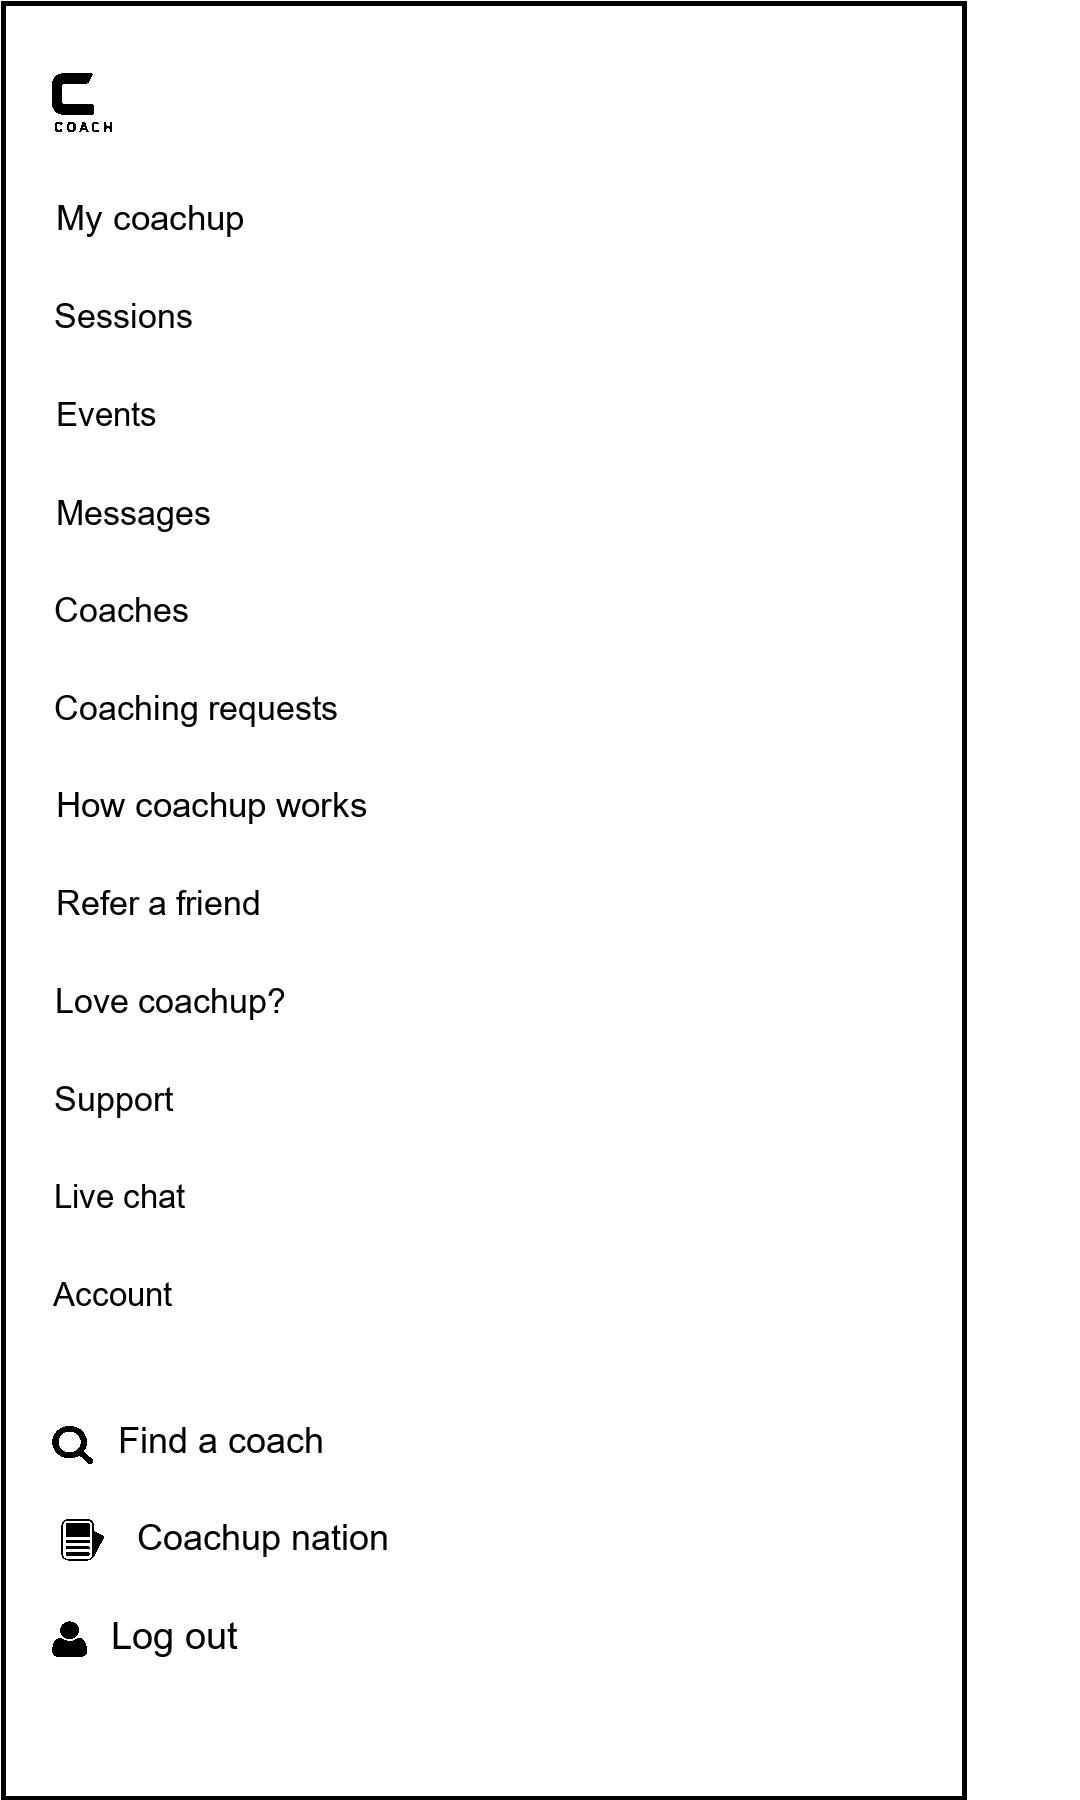 COACH
My coachup
Sessions
Events
Messages
Coaches
Coaching requests
How coachup works
Refer a friend
Love coachup?
Support
Live chat
Account
Find a coach
Coachup nation
Log out